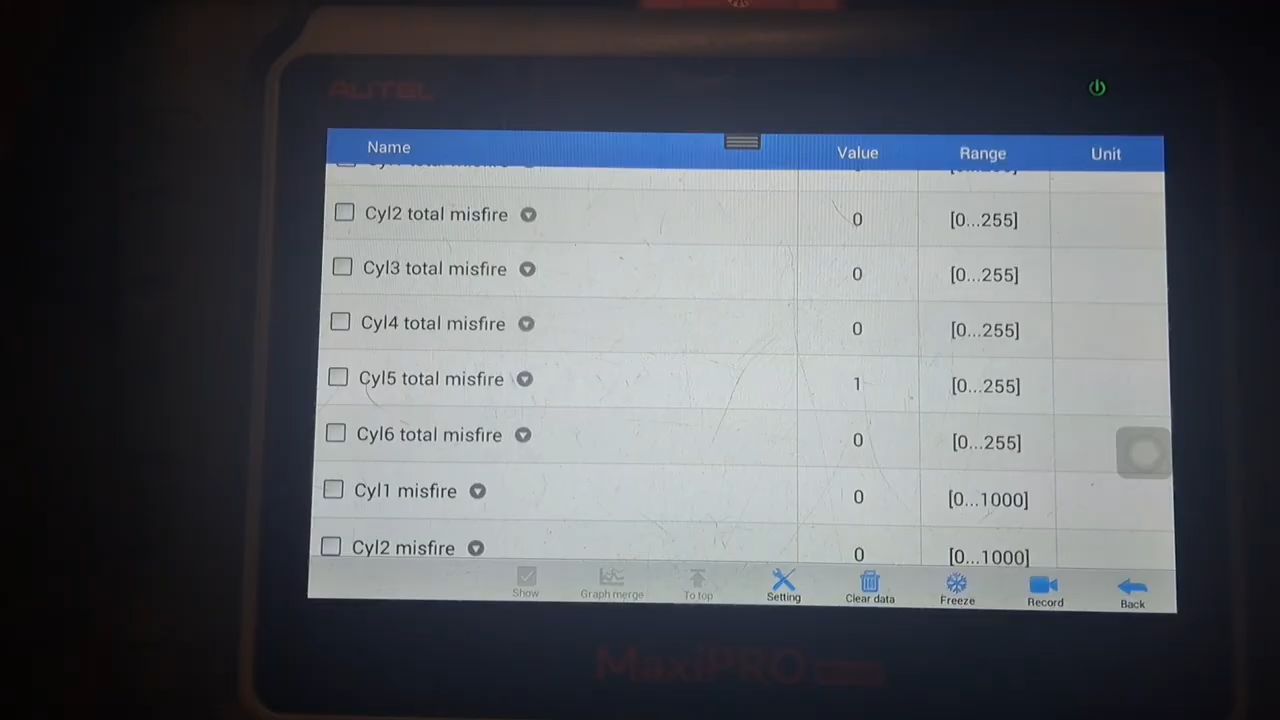 AUTEL
Name Value Range Unit
Cyl2 total misfire 0 [0...255]
Cyl3 total misfire 0 [0...255]
Cyl4 total misfire 0 [0...255]
Cyl5 total misfire 1 [0...255]
Cyl6 total misfire 0 [0...255]
Cyl1 misfire 0 [0...1000]
Cyl2 misfire 0 [0...1000]
Show Graph merge To top Setting Clear data Freeze Record Back
MaxiPRO